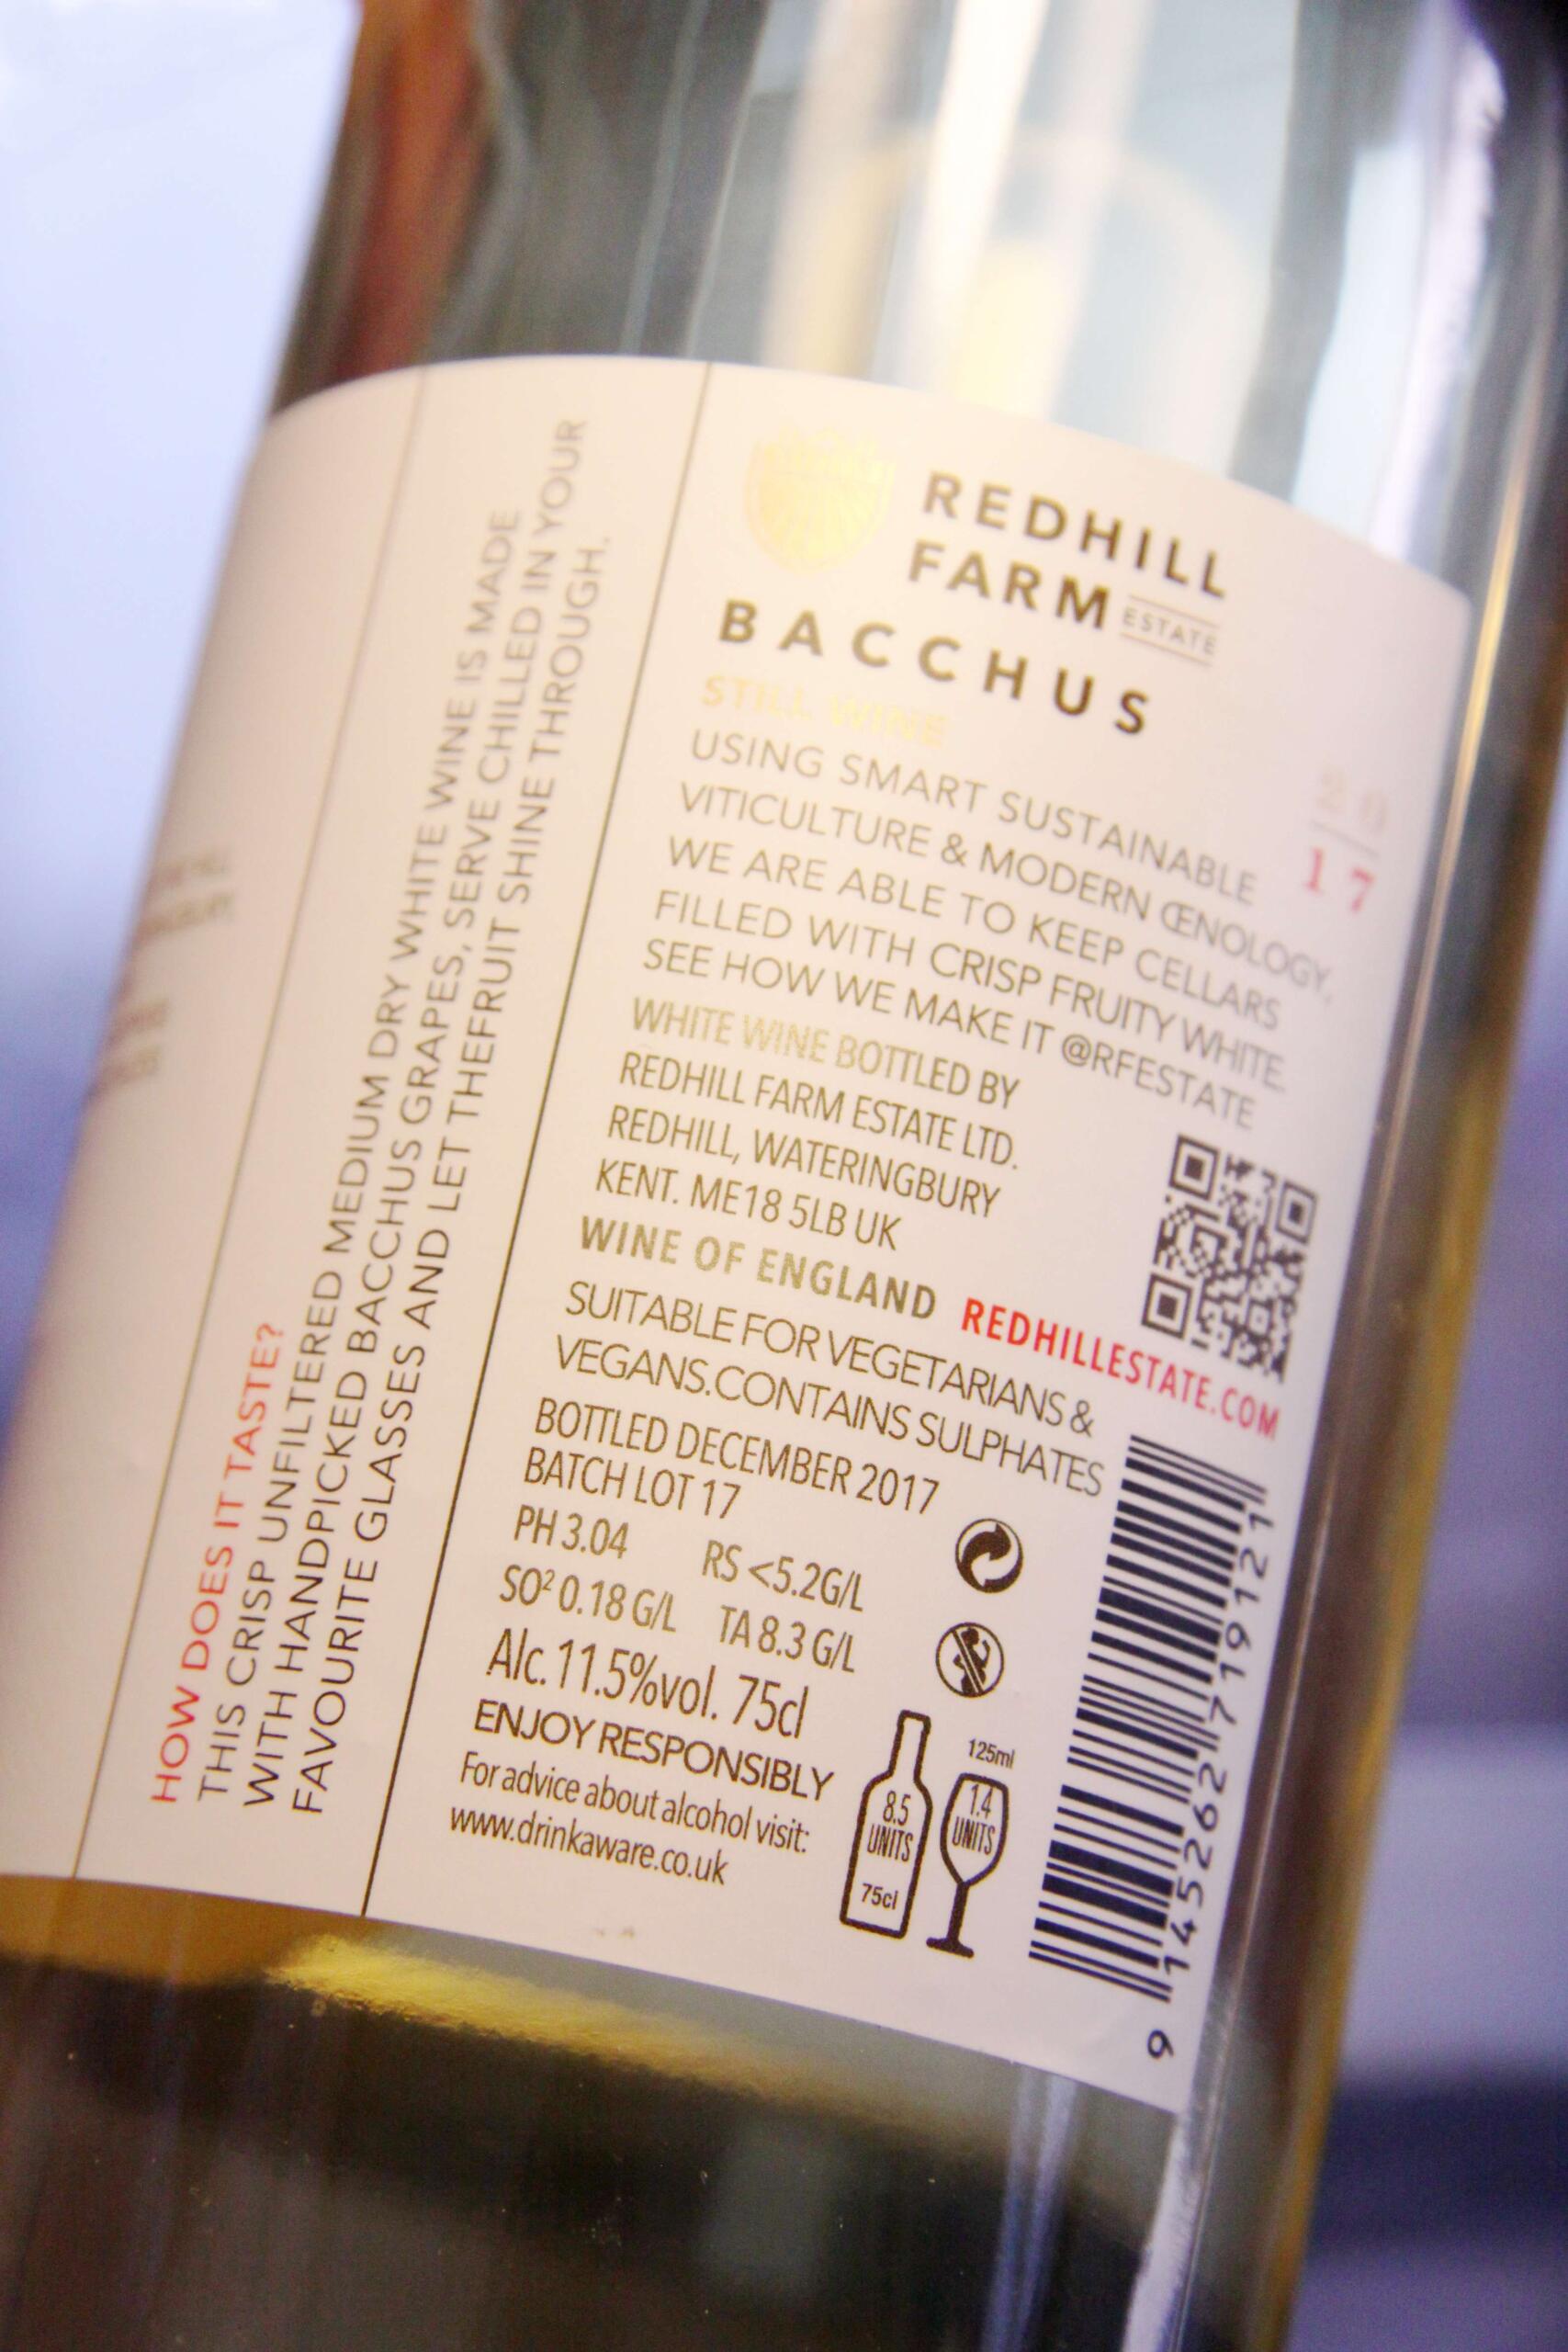 HOW DOES IT TASTE?
THIS CRISP UNFILTERED MEDIUM DRY WHITE WINE IS MADE
WITH HANDPICKED BACCHUS GRAPES, SERVE CHILLED IN YOUR
FAVOURITE GLASSES AND LET THEFRUIT SHINE THROUGH.
REDHILL
FARM ESTATE
BACCHUS
STILL WINE
20
17
USING SMART SUSTAINABLE
VITICULTURE & MODERN ŒNOLOGY,
WE ARE ABLE TO KEEP CELLARS
FILLED WITH CRISP FRUITY WHITE.
SEE HOW WE MAKE IT @RFESTATE
WHITE WINE BOTTLED BY
REDHILL FARM ESTATE LTD.
REDHILL, WATERINGBURY
KENT. ME18 5LB UK
WINE OF ENGLAND REDHILLESTATE.COM
SUITABLE FOR VEGETARIANS &
VEGANS.CONTAINS SULPHATES
BOTTLED DECEMBER 2017
BATCH LOT 17
PH 3.04 RS <5.2G/L
SO² 0.18 G/L TA 8.3 G/L
Alc. 11.5%vol. 75cl
ENJOY RESPONSIBLY
For advice about alcohol visit:
www.drinkaware.co.uk
8.5
UNITS
75cl
125ml
1.4
UNITS
9 145262 719121